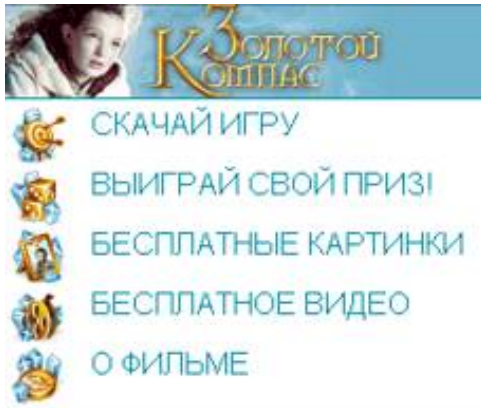 Золотой
Компас
СКАЧАЙ ИГРУ
ВЫИГРАЙ СВОЙ ПРИЗ!
БЕСПЛАТНЫЕ КАРТИНКИ
БЕСПЛАТНОЕ ВИДЕО
О ФИЛЬМЕ